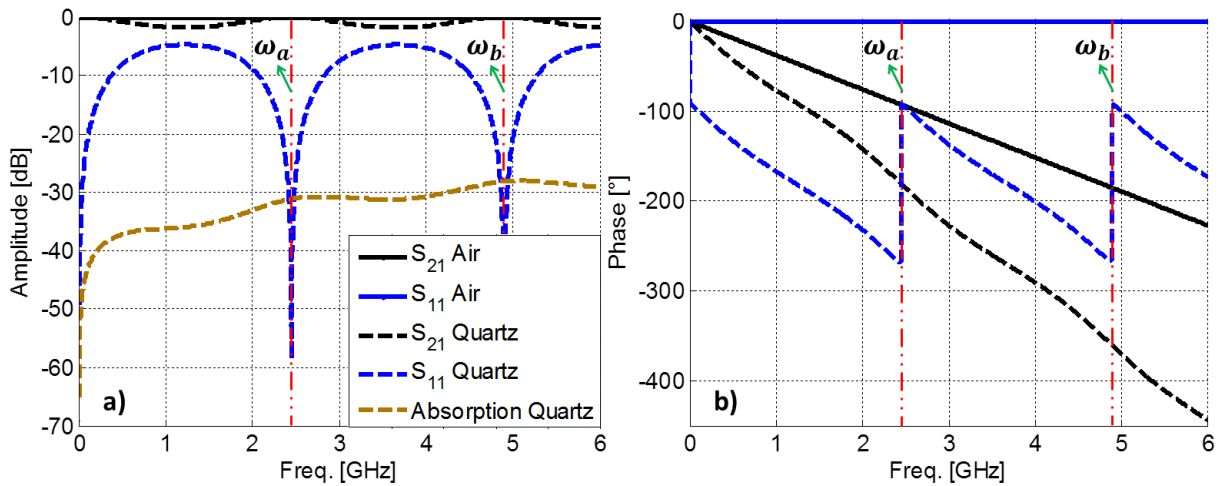 0
-10
-20
-30
-40
-50
-60
-70
Amplitude [dB]
0 1 2 3 4 5 6
Freq. [GHz]
ωa
ωb
S21 Air
S11 Air
S21 Quartz
S11 Quartz
Absorption Quartz
a)
0
-100
-200
-300
-400
Phase [°]
0 1 2 3 4 5 6
Freq. [GHz]
ωa
ωb
b)